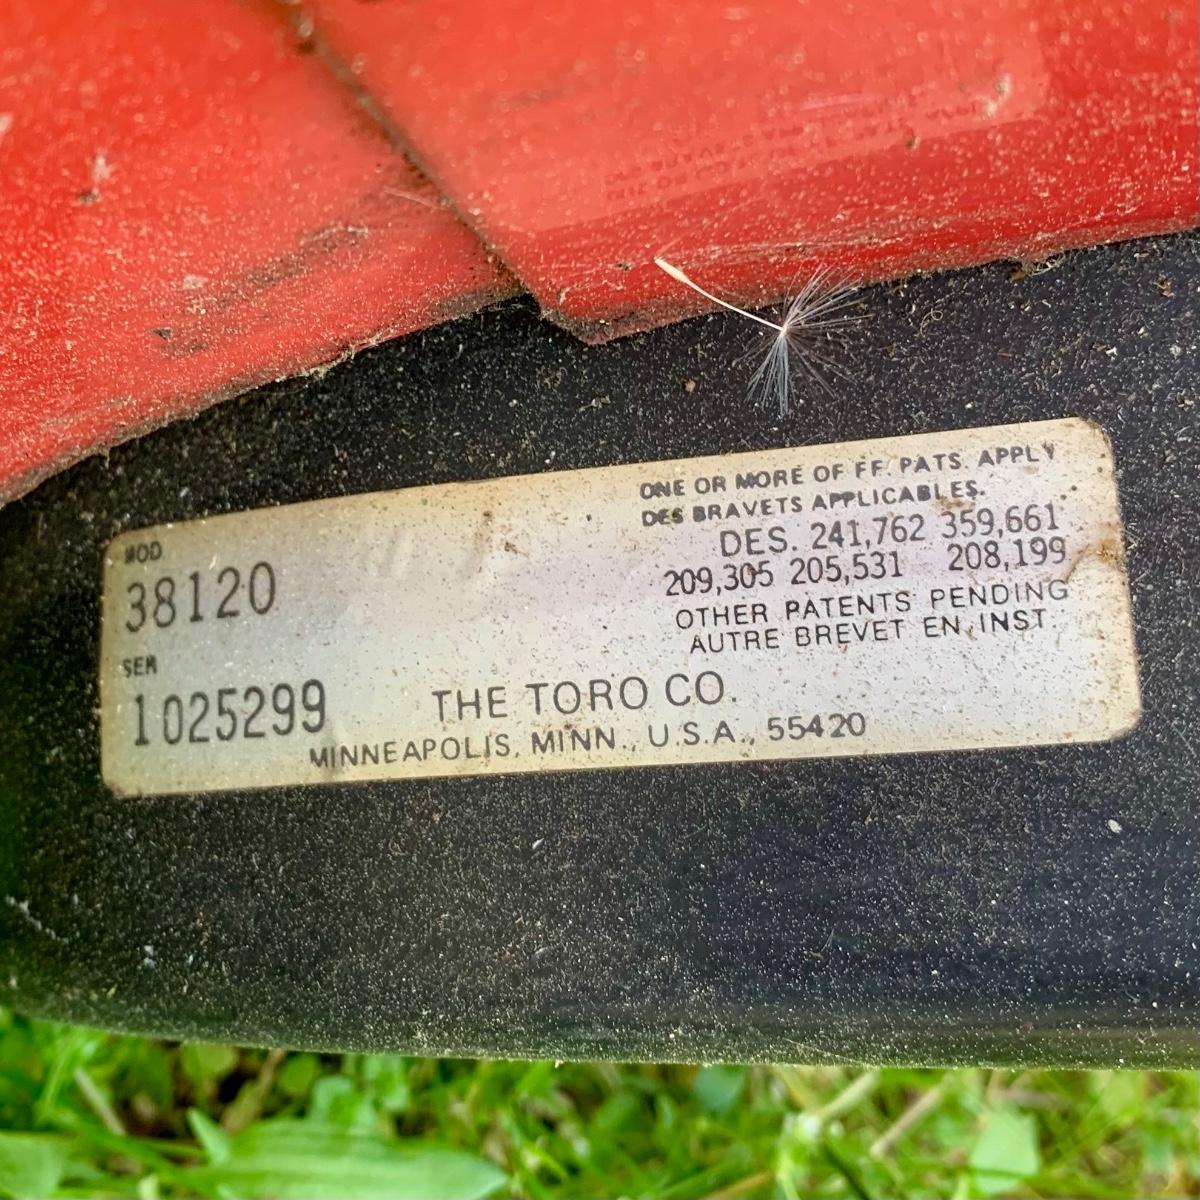 ONE OR MORE OF FF. PATS. APPLY
DES BRAVETS APPLICABLES.
DES. 241,762 359,661
209,305 205,531 208,199
OTHER PATENTS PENDING
AUTRE BREVET EN INST.
MOD
38120
SER
1025299
THE TORO CO.
MINNEAPOLIS, MINN., U.S.A., 55420